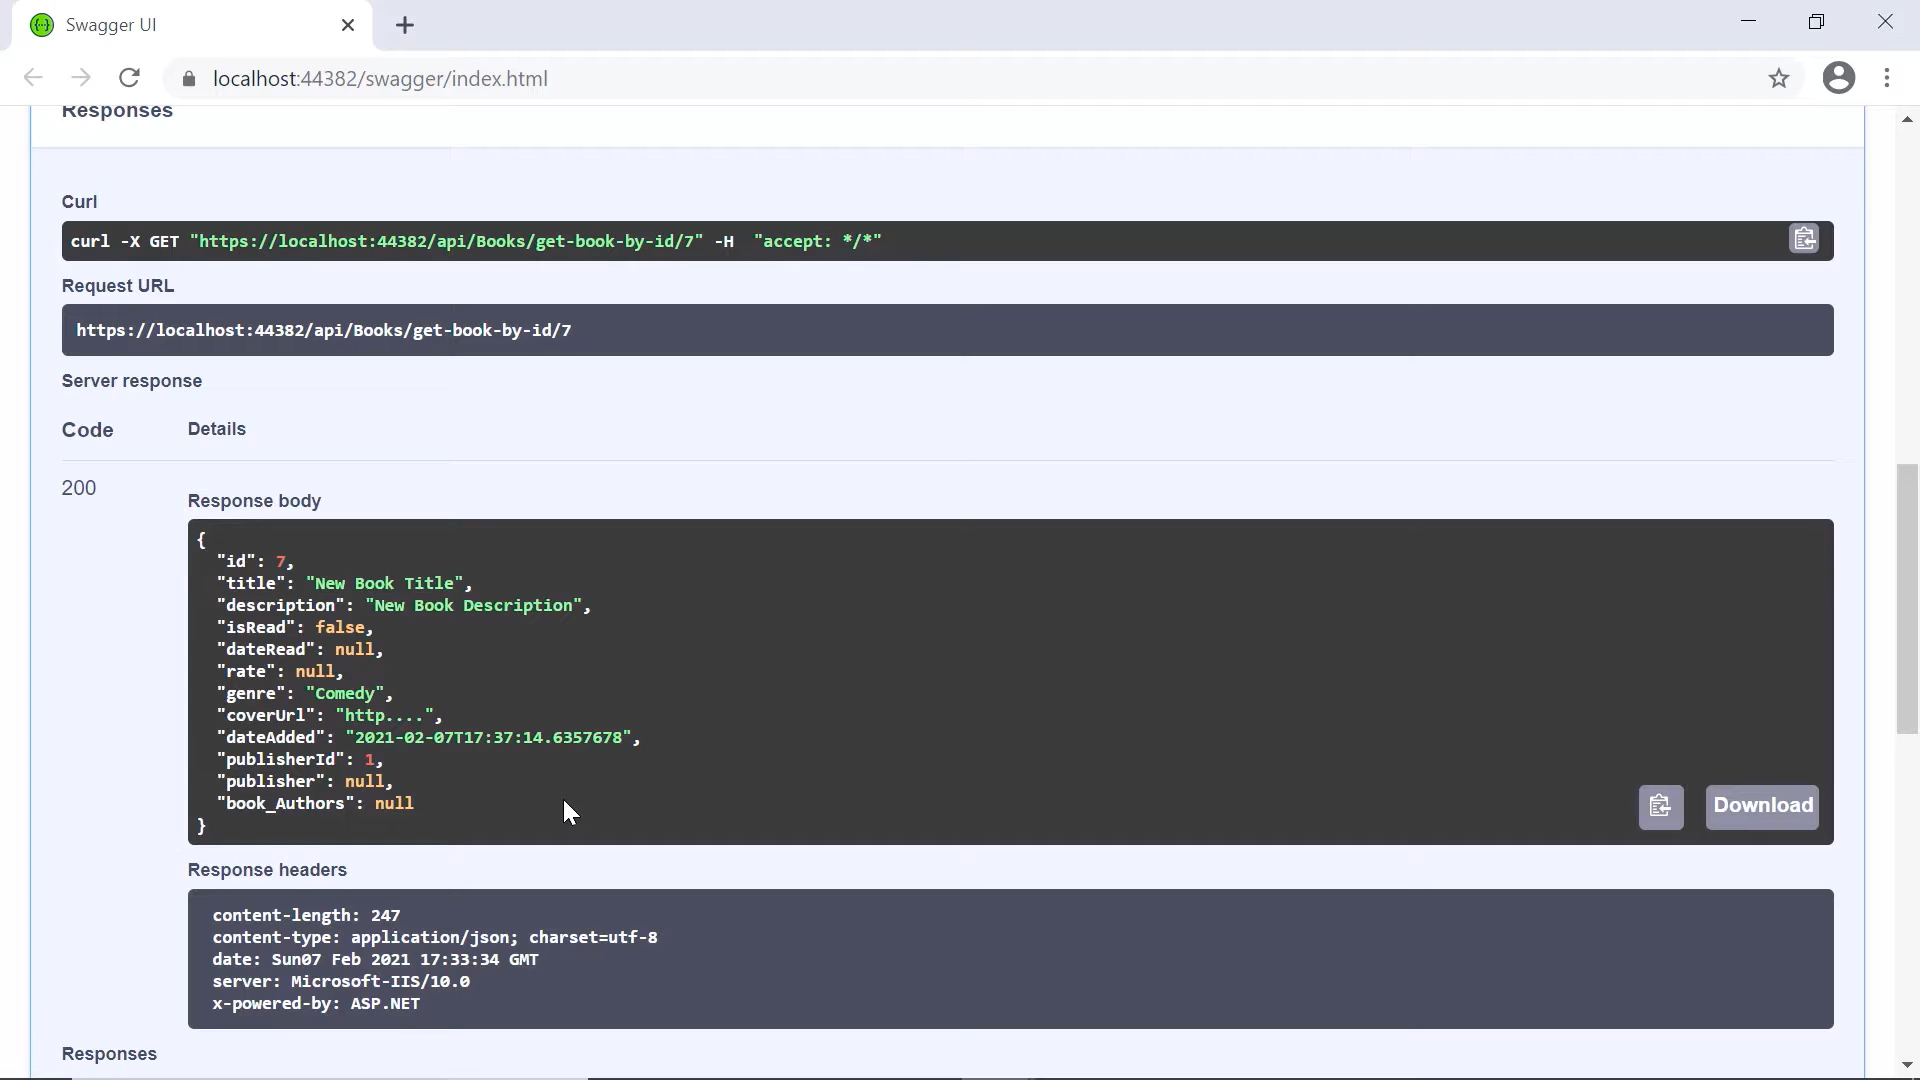 Swagger UI
localhost:44382/swagger/index.html
Responses
Curl
curl -X GET "https://localhost:44382/api/Books/get-book-by-id/7" -H  "accept: */*"
Request URL
https://localhost:44382/api/Books/get-book-by-id/7
Server response
Code Details
200
Response body
{
"id": 7,
"title": "New Book Title",
"description": "New Book Description",
"isRead": false,
"dateRead": null,
"rate": null,
"genre": "Comedy",
"coverUrl": "http....",
"dateAdded": "2021-02-07T17:37:14.6357678",
"publisherId": 1,
"publisher": null,
"book_Authors": null
}
Download
Response headers
content-length: 247
content-type: application/json; charset=utf-8
date: Sun07 Feb 2021 17:33:34 GMT
server: Microsoft-IIS/10.0
x-powered-by: ASP.NET
Responses